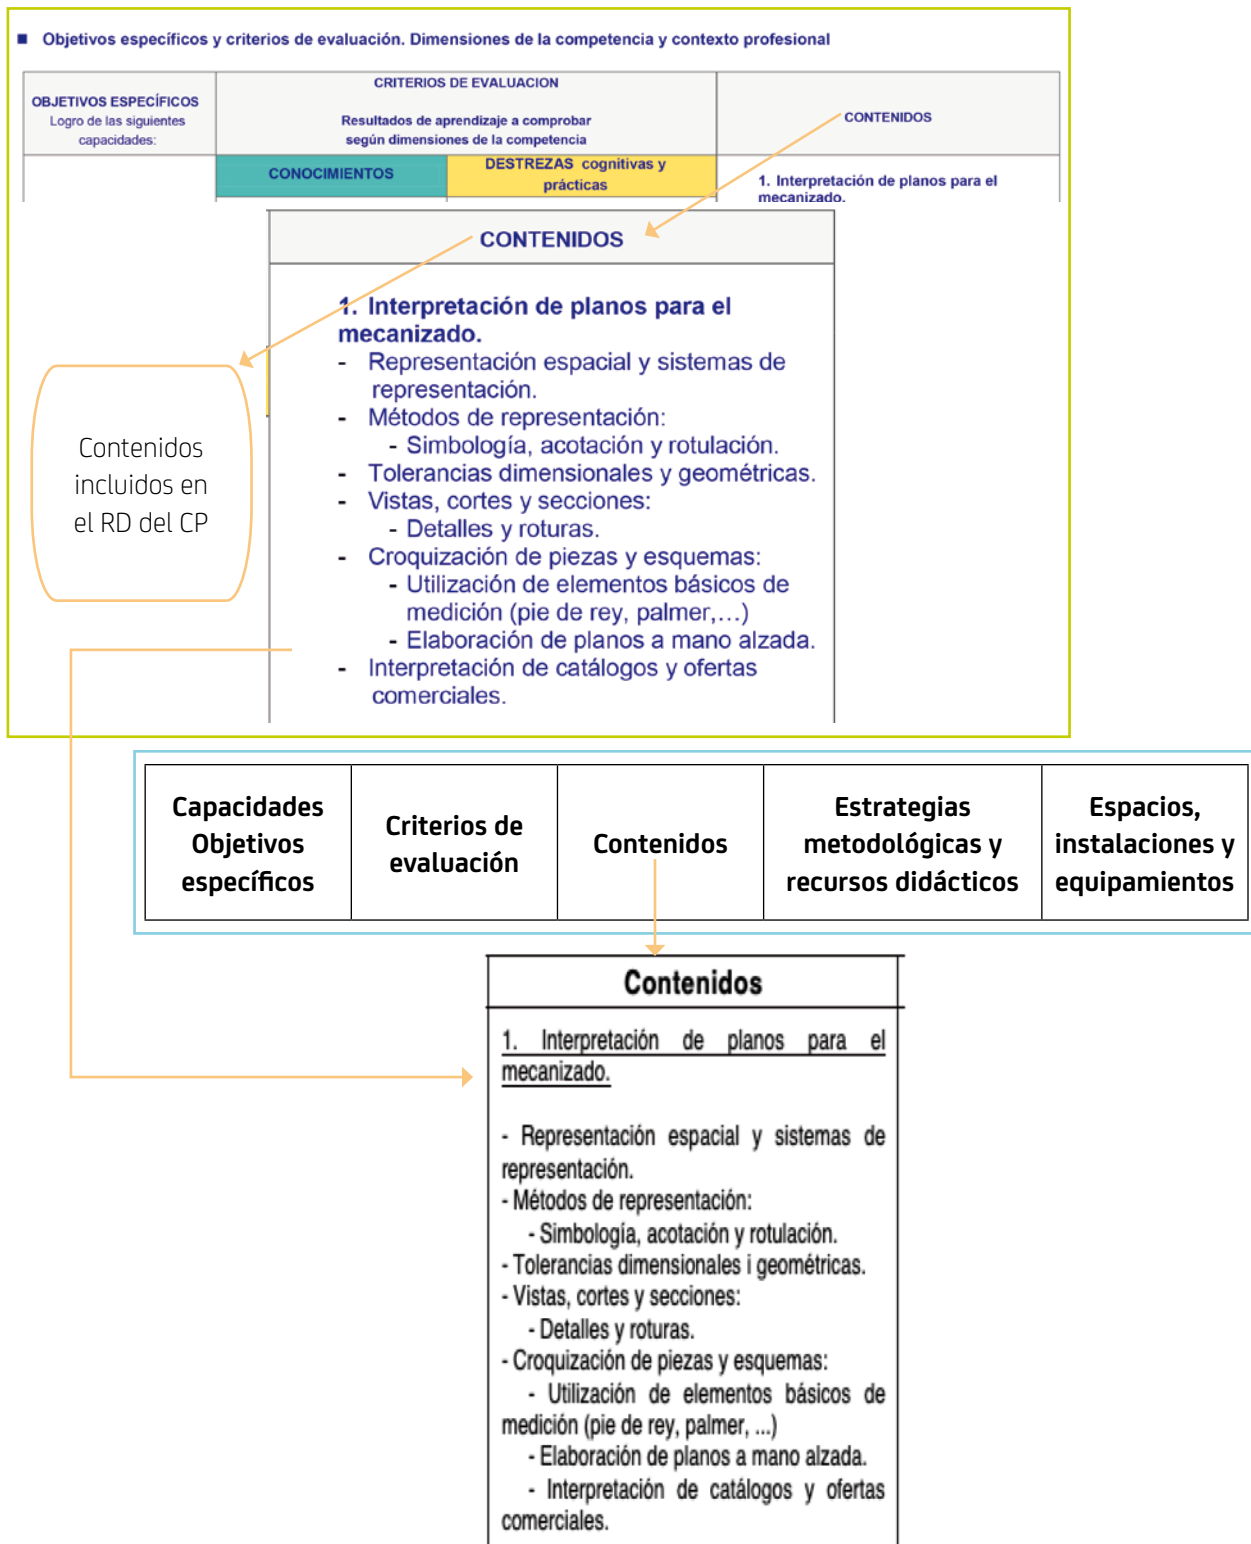 ■ Objetivos específicos y criterios de evaluación. Dimensiones de la competencia y contexto profesional
OBJETIVOS ESPECÍFICOS
Logro de las siguientes
capacidades:
CRITERIOS DE EVALUACION
Resultados de aprendizaje a comprobar
según dimensiones de la competencia
CONTENIDOS
CONOCIMIENTOS
DESTREZAS cognitivas y
prácticas
1. Interpretación de planos para el
mecanizado.
CONTENIDOS
1. Interpretación de planos para el
mecanizado.
- Representación espacial y sistemas de
representación.
- Métodos de representación:
- Simbología, acotación y rotulación.
- Tolerancias dimensionales y geométricas.
- Vistas, cortes y secciones:
- Detalles y roturas.
- Croquización de piezas y esquemas:
- Utilización de elementos básicos de
medición (pie de rey, palmer,…)
- Elaboración de planos a mano alzada.
- Interpretación de catálogos y ofertas
comerciales.
Contenidos
incluidos en
el RD del CP
Capacidades
Objetivos
específicos
Criterios de
evaluación
Contenidos
Estrategias
metodológicas y
recursos didácticos
Espacios,
instalaciones y
equipamientos
Contenidos
1. Interpretación de planos para el
mecanizado.
- Representación espacial y sistemas de
representación.
- Métodos de representación:
- Simbología, acotación y rotulación.
- Tolerancias dimensionales i geométricas.
- Vistas, cortes y secciones:
- Detalles y roturas.
- Croquización de piezas y esquemas:
- Utilización de elementos básicos de
medición (pie de rey, palmer, ...)
- Elaboración de planos a mano alzada.
- Interpretación de catálogos y ofertas
comerciales.